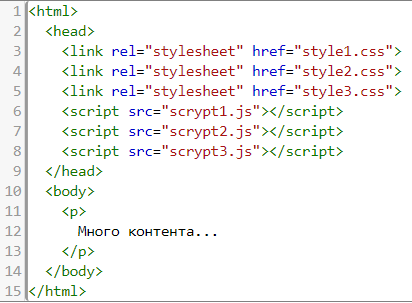 1 <html>
2 <head>
3 <link rel="stylesheet" href="style1.css">
4 <link rel="stylesheet" href="style2.css">
5 <link rel="stylesheet" href="style3.css">
6 <script src="scrypt1.js"></script>
7 <script src="scrypt2.js"></script>
8 <script src="scrypt3.js"></script>
9 </head>
10 <body>
11 <p>
12 Много контента...
13 </p>
14 </body>
15 </html>